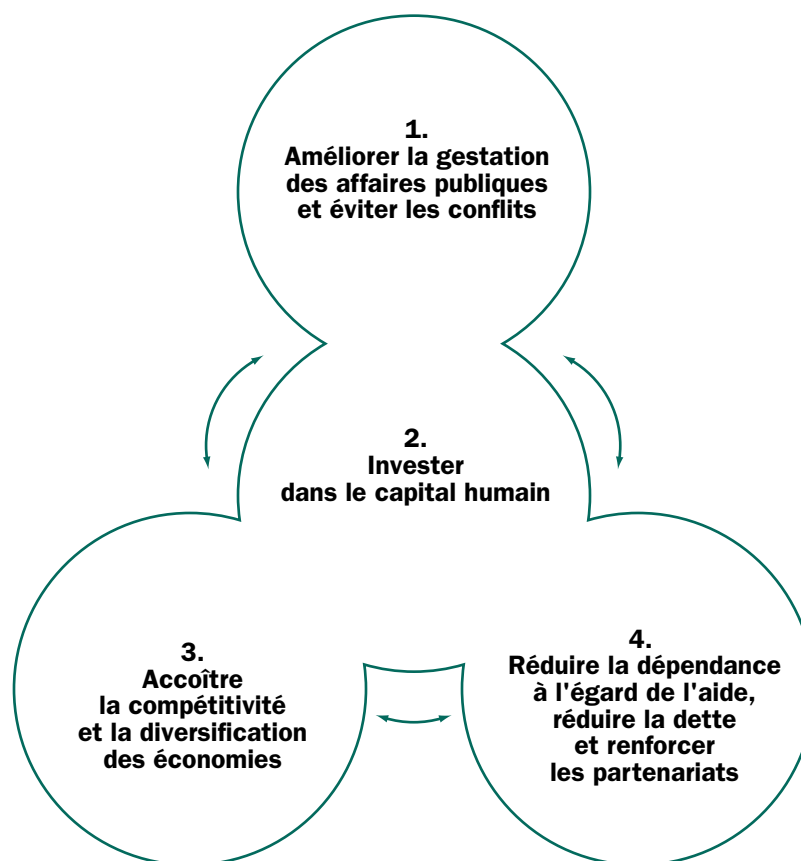 1.
Améliorer la gestation
des affaires publiques
et éviter les conflits
2.
Invester
dans le capital humain
3.
Accoître
la compétitivité
et la diversification
des économies
4.
Réduire la dépendance
à l'égard de l'aide,
réduire la dette
et renforcer
les partenariats